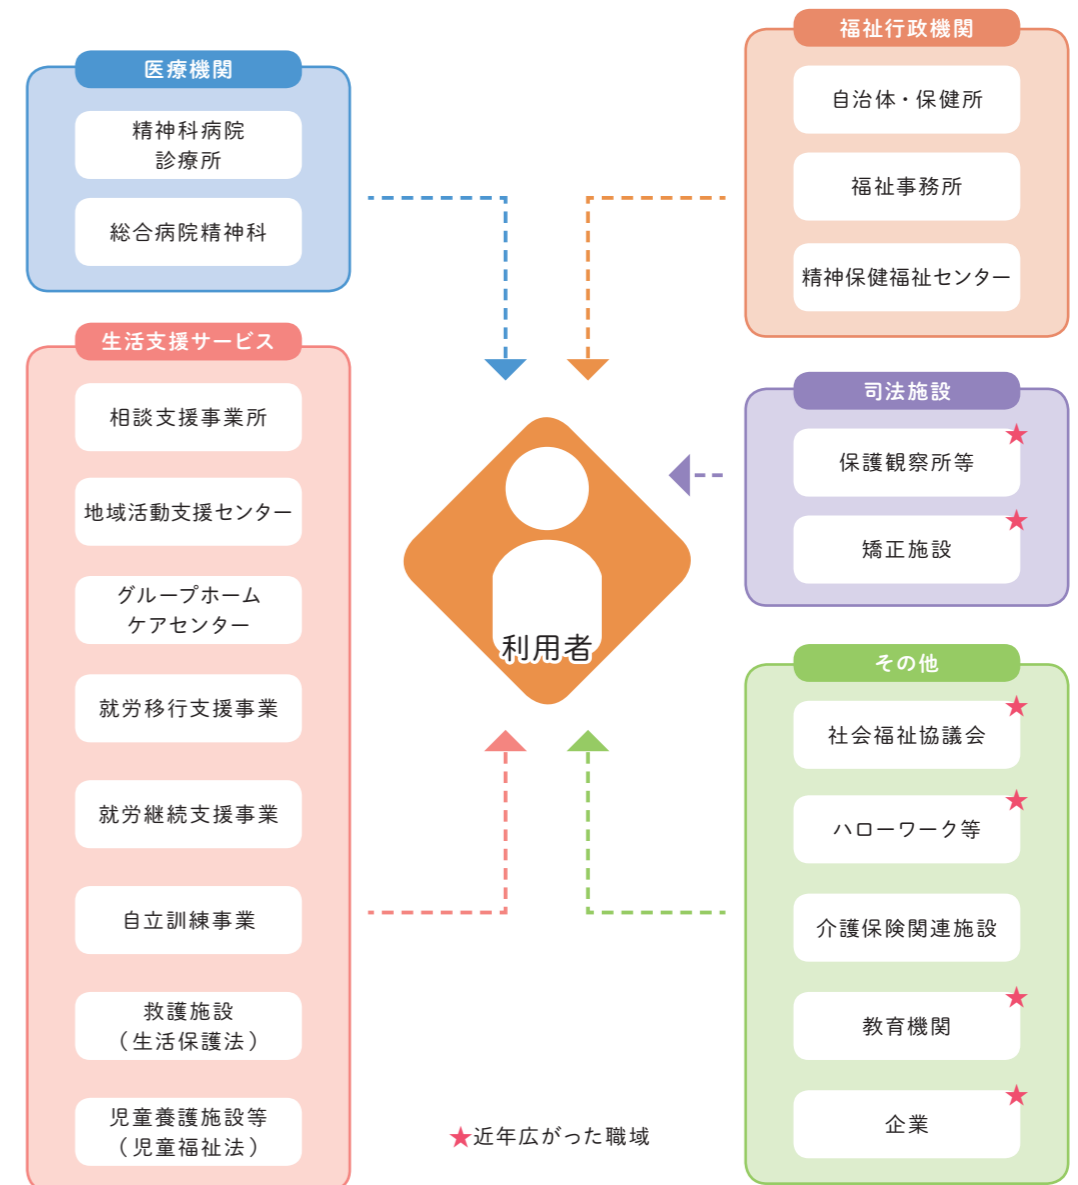 医療機関
精神科病院
診療所
総合病院精神科
生活支援サービス
相談支援事業所
地域活動支援センター
グループホーム
ケアセンター
就労移行支援事業
就労継続支援事業
自立訓練事業
救護施設
（生活保護法）
児童養護施設等
（児童福祉法）
利用者
★近年広がった職域
福祉行政機関
自治体・保健所
福祉事務所
精神保健福祉センター
司法施設
保護観察所等
矯正施設
その他
社会福祉協議会
ハローワーク等
介護保険関連施設
教育機関
企業